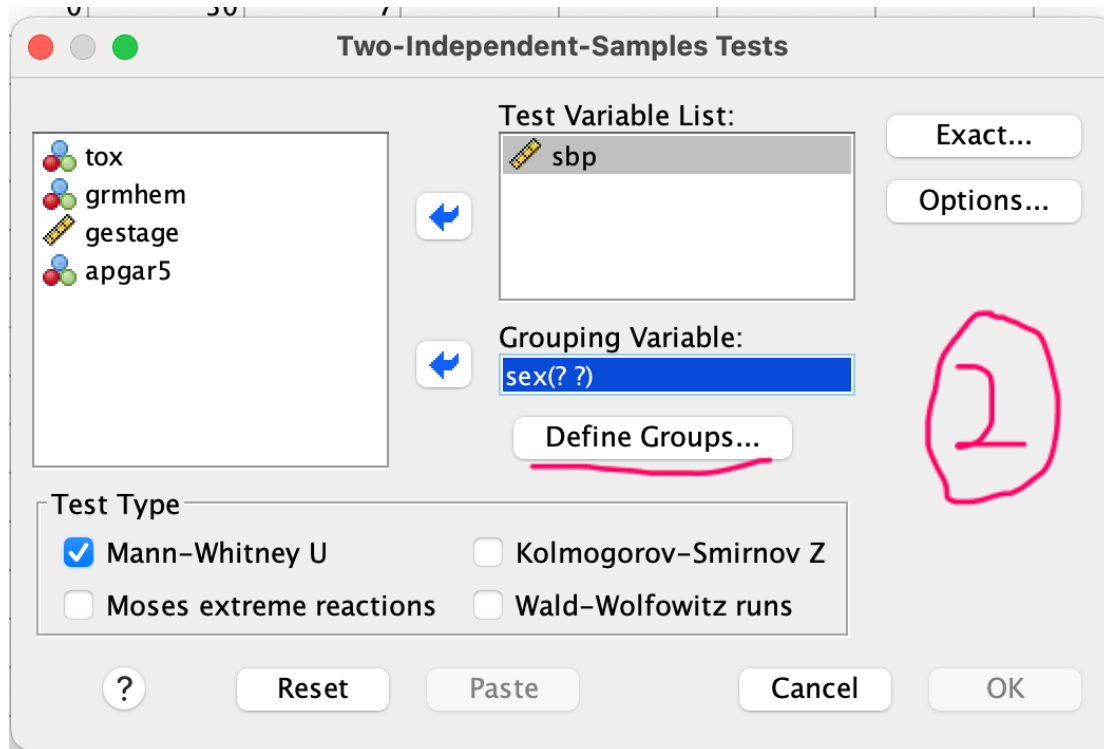 Two-Independent-Samples Tests
Test Variable List:
tox
grmhem
gestage
apgar5
sbp
Exact...
Options...
Grouping Variable:
sex(? ?)
Define Groups...
2
Test Type
Mann-Whitney U
Kolmogorov-Smirnov Z
Moses extreme reactions
Wald-Wolfowitz runs
?
Reset
Paste
Cancel
OK